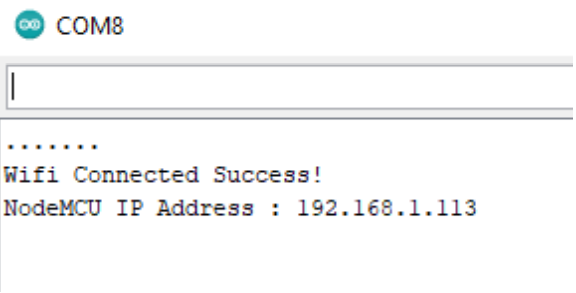 COM8
.......
Wifi Connected Success!
NodeMCU IP Address : 192.168.1.113